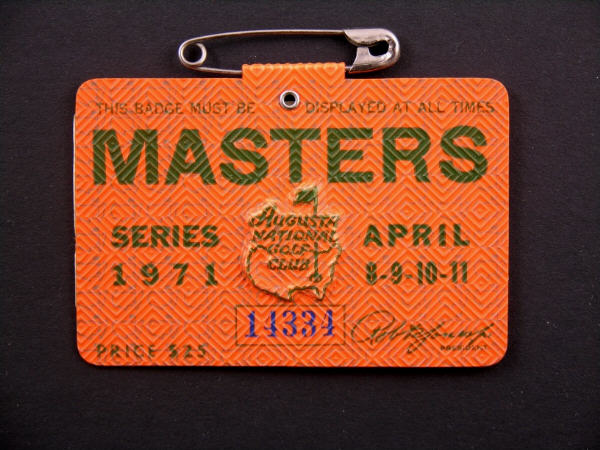 THIS BADGE MUST BE DISPLAYED AT ALL TIMES
MASTERS
AUGUSTA
NATIONAL
GOLF
CLUB
SERIES
1971
APRIL
8-9-10-11
14334
PRICE $25
PRESIDENT